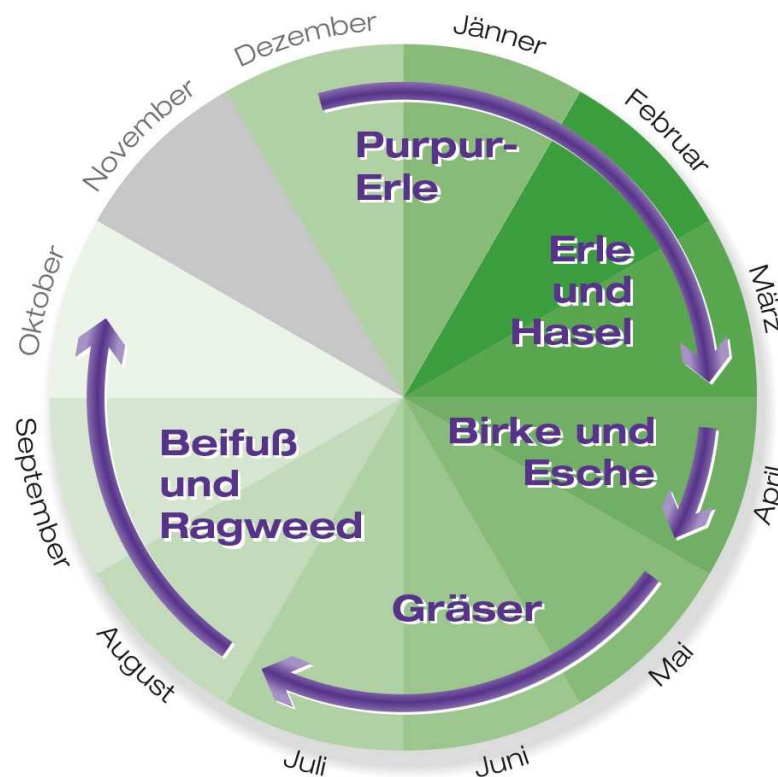 Dezember
Jänner
Februar
März
April
Mai
Juni
Juli
August
September
Oktober
November
Purpur-
Erle
Erle
und
Hasel
Birke und
Esche
Gräser
Beifuß
und
Ragweed